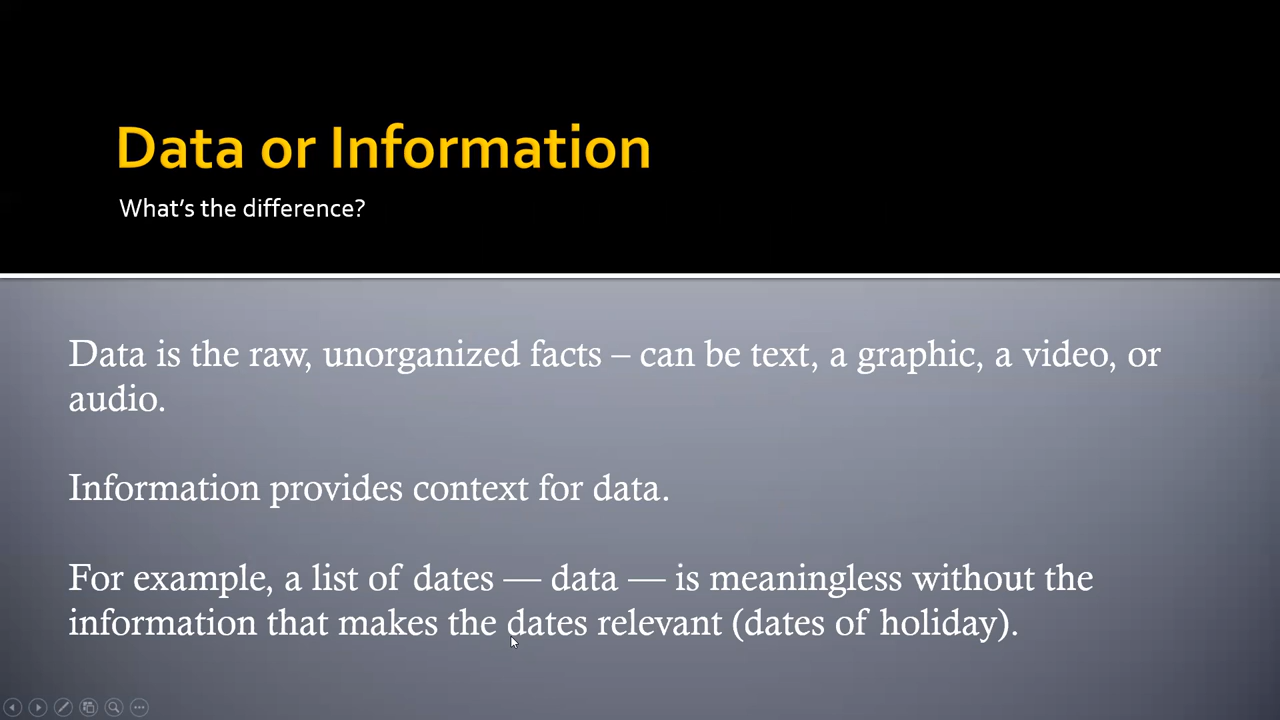 Data or Information
What's the difference?
Data is the raw, unorganized facts – can be text, a graphic, a video, or
audio.
Information provides context for data.
For example, a list of dates — data — is meaningless without the
information that makes the dates relevant (dates of holiday).